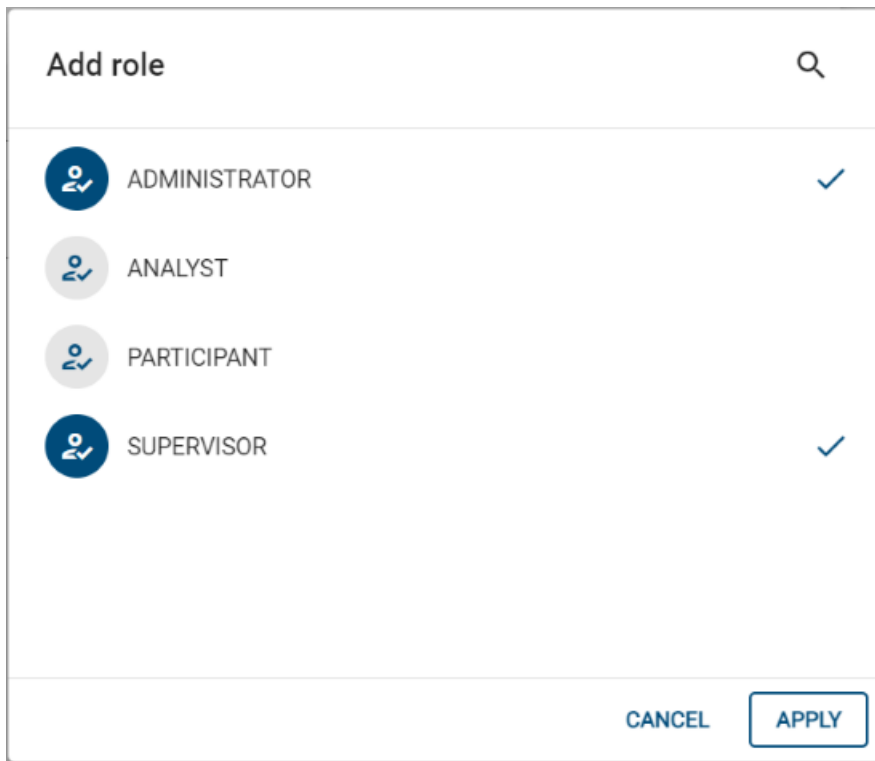 Add role
ADMINISTRATOR
ANALYST
PARTICIPANT
SUPERVISOR
CANCEL APPLY